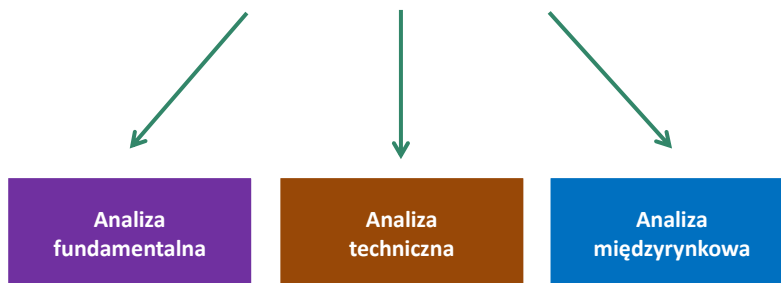 Analiza
fundamentalna
Analiza
techniczna
Analiza
międzyrynkowa